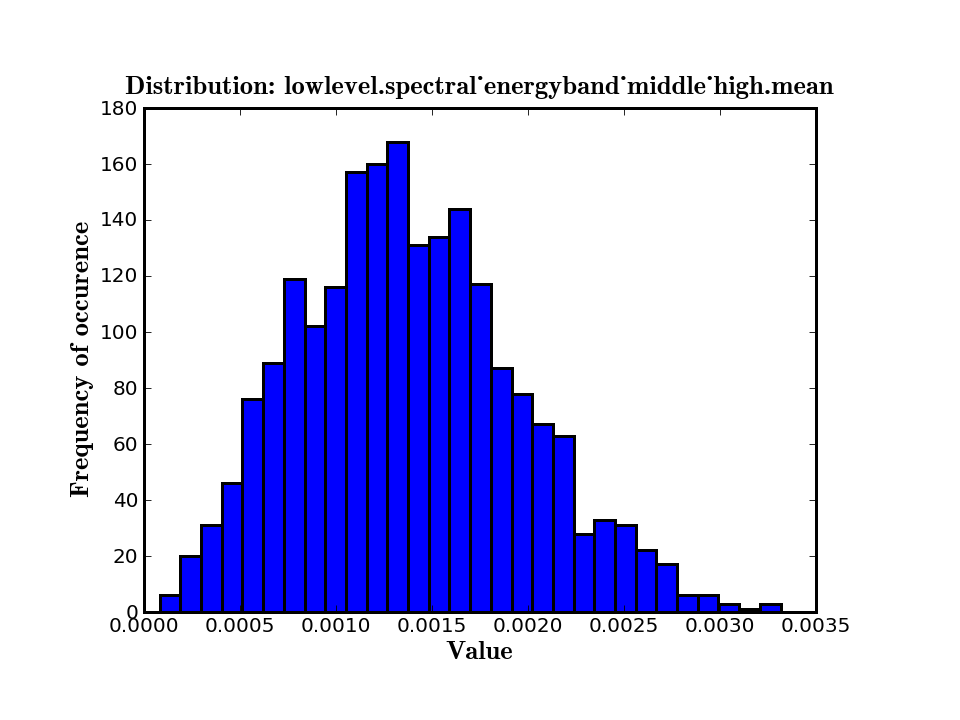 Distribution: lowlevel.spectral˙energyband˙middle˙high.mean
180
160
140
120
100
80
60
40
20
0
Frequency of occurence
0.0000 0.0005 0.0010 0.0015 0.0020 0.0025 0.0030 0.0035
Value